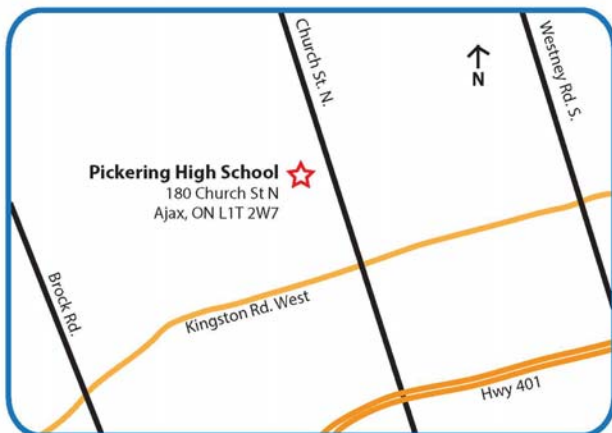 Church St. N.
Westney Rd. S.
N
Pickering High School
180 Church St N
Ajax, ON L1T 2W7
Brock Rd.
Kingston Rd. West
Hwy 401